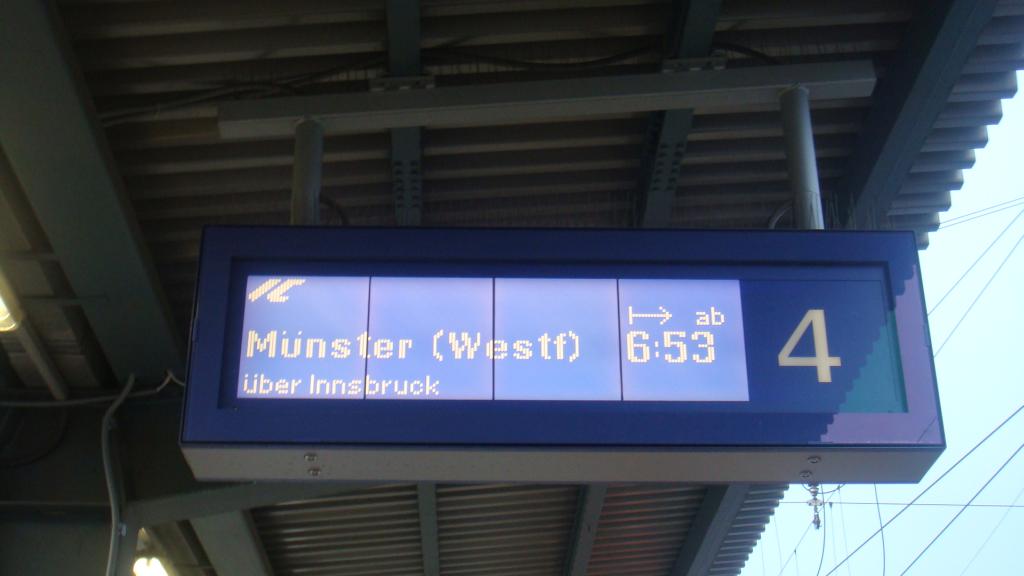 Münster (Westf)
über Innsbruck
ab
6:53
4